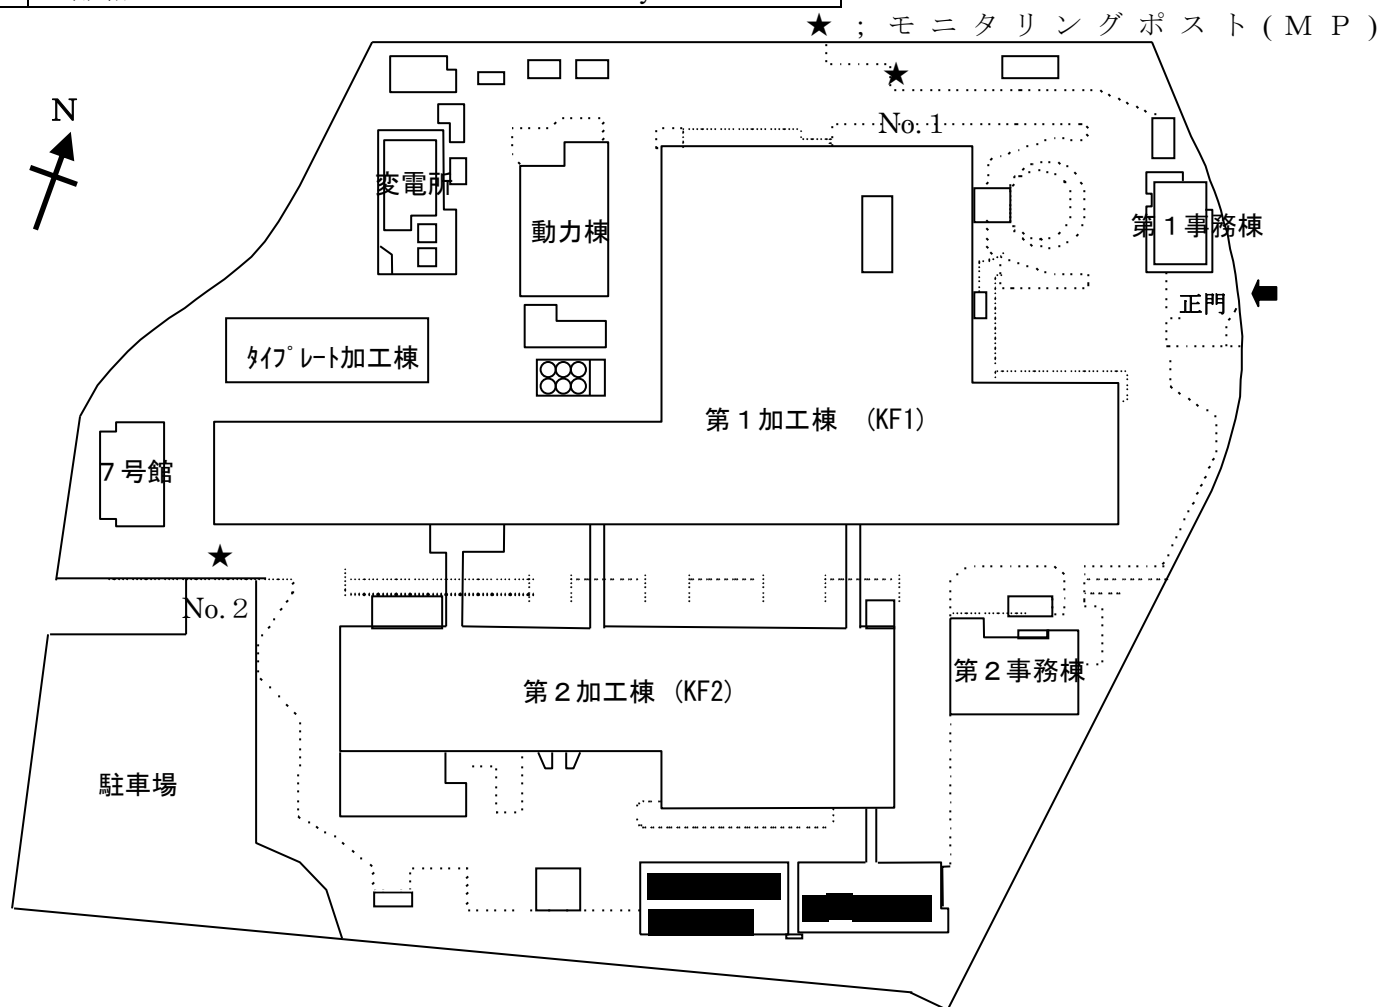 ★ ; モニタリングポスト(MP)
N
No. 1
変電所
動力棟
第1事務棟
正門
ﾀｲﾌﾟﾚｰﾄ加工棟
第1加工棟 (KF1)
7号館
No. 2
第2事務棟
第2加工棟 (KF2)
駐車場